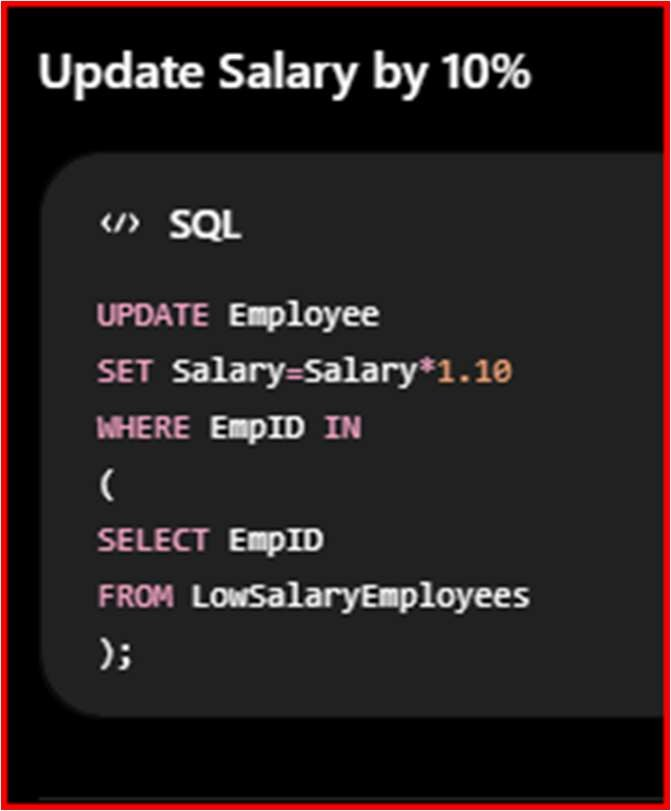 Update Salary by 10%
</> SQL
UPDATE Employee
SET Salary=Salary*1.10
WHERE EmpID IN
(
SELECT EmpID
FROM LowSalaryEmployees
);